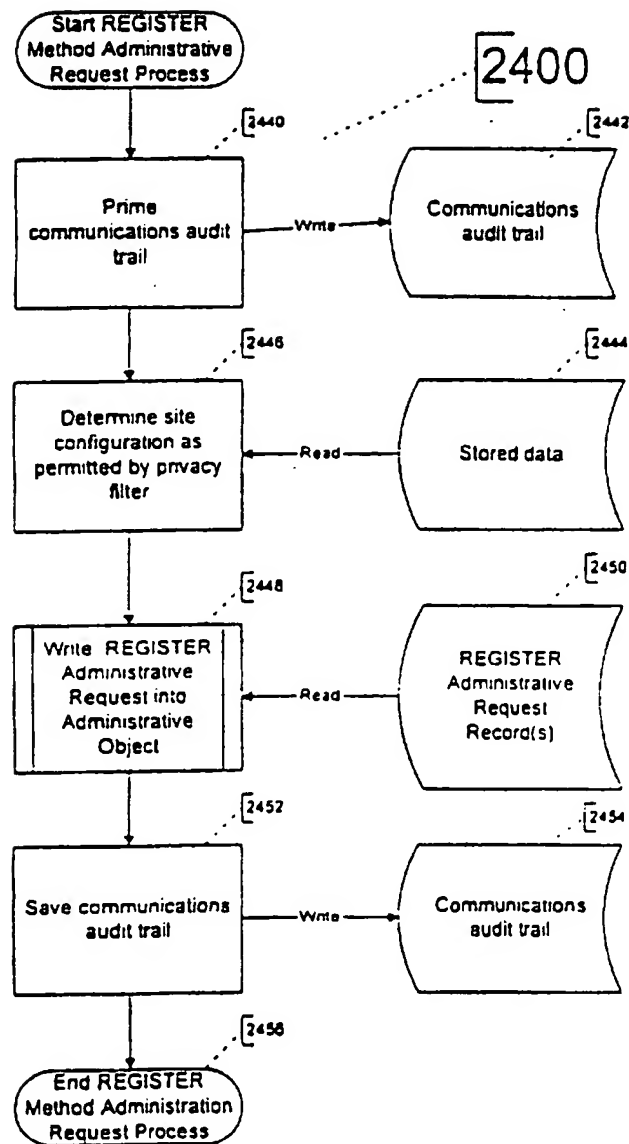 Start REGISTER
Method Administrative
Request Process
2400
2440
2442
Prime
communications audit
trail
Write
Communications
audit trail
2446
2444
Determine site
configuration as
permitted by privacy
filter
Read
Stored data
2448
2450
Write REGISTER
Administrative
Request into
Administrative
Object
Read
REGISTER
Administrative
Request
Record(s)
2452
2454
Save communications
audit trail
Write
Communications
audit trail
2456
End REGISTER
Method Administration
Request Process